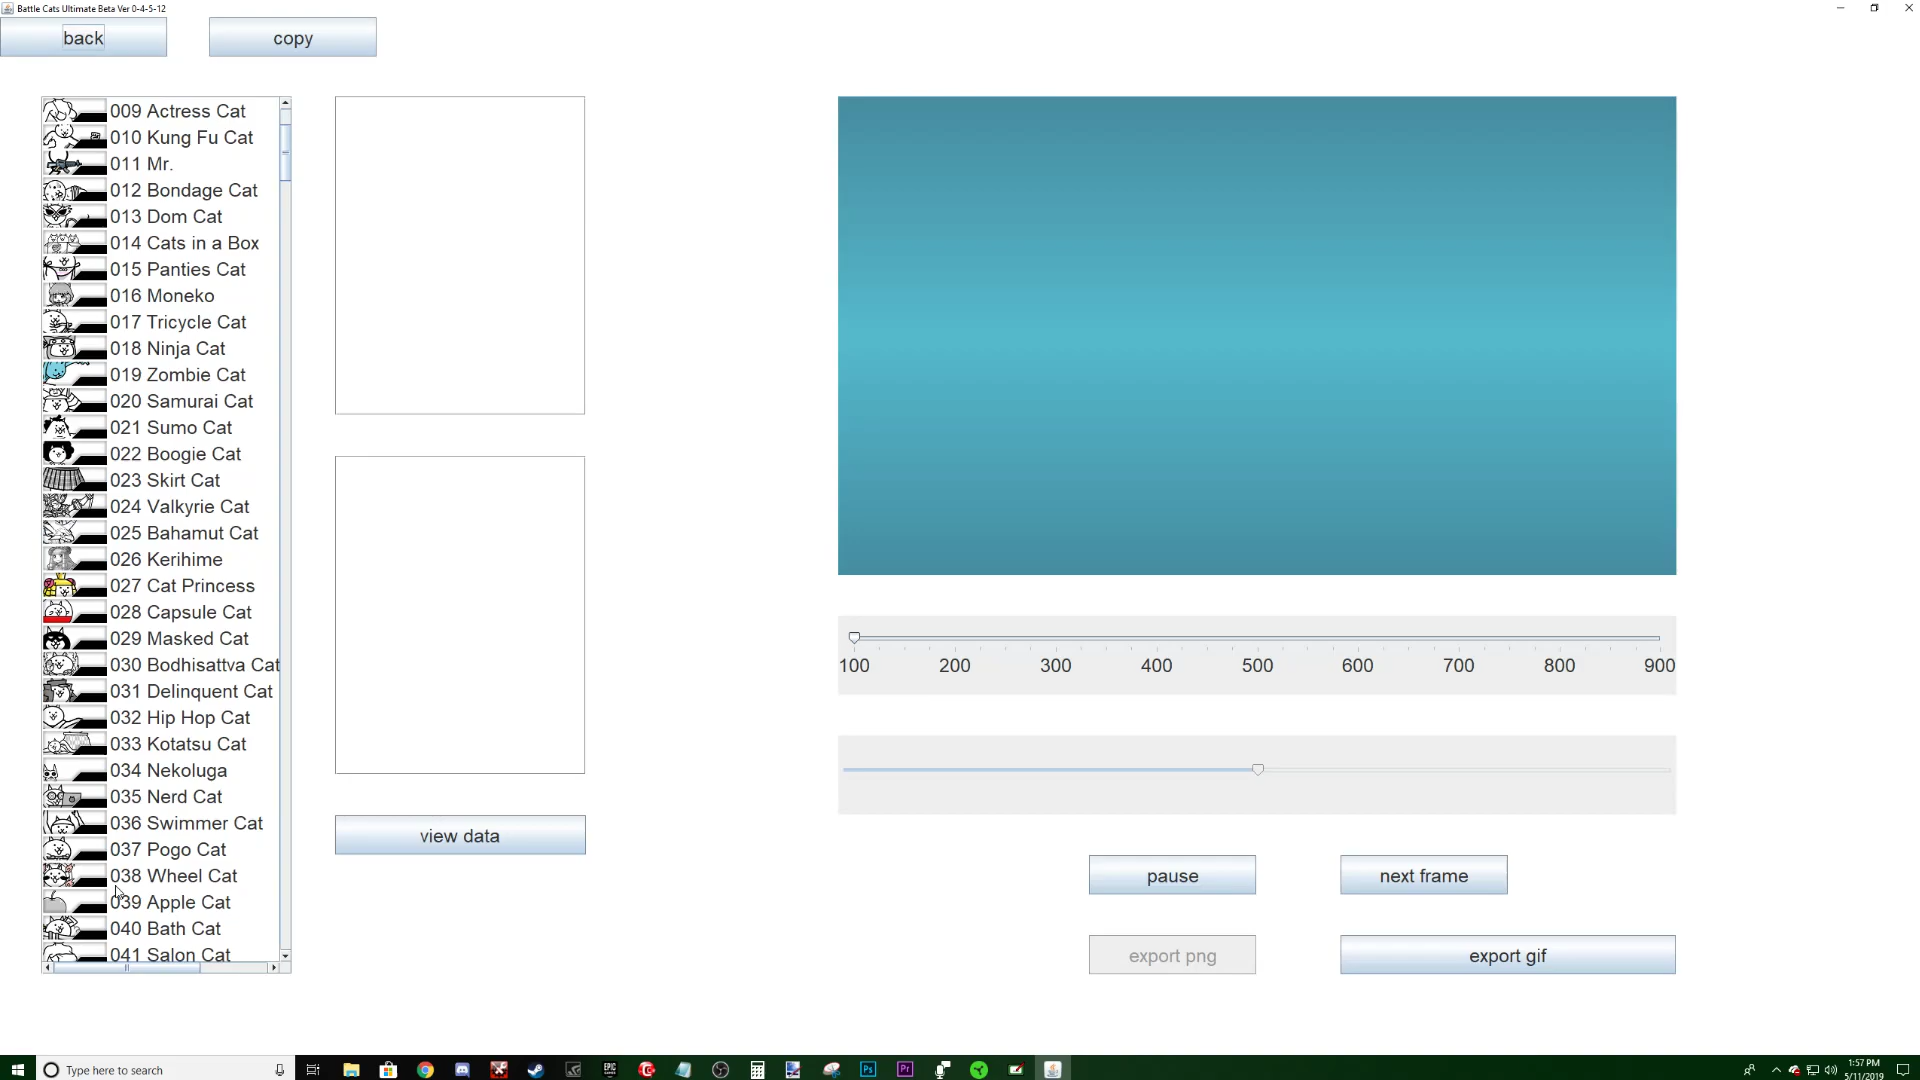 Battle Cats Ultimate Beta Ver 0-4-5-12
back
copy
009 Actress Cat
010 Kung Fu Cat
011 Mr.
012 Bondage Cat
013 Dom Cat
014 Cats in a Box
015 Panties Cat
016 Moneko
017 Tricycle Cat
018 Ninja Cat
019 Zombie Cat
020 Samurai Cat
021 Sumo Cat
022 Boogie Cat
023 Skirt Cat
024 Valkyrie Cat
025 Bahamut Cat
026 Kerihime
027 Cat Princess
028 Capsule Cat
029 Masked Cat
030 Bodhisattva Cat
031 Delinquent Cat
032 Hip Hop Cat
033 Kotatsu Cat
034 Nekoluga
035 Nerd Cat
036 Swimmer Cat
037 Pogo Cat
038 Wheel Cat
039 Apple Cat
040 Bath Cat
041 Salon Cat
view data
100 200 300 400 500 600 700 800 900
pause
next frame
export png
export gif
Type here to search
EPIC GAMES
Ps
Pr
1:57 PM
5/11/2019